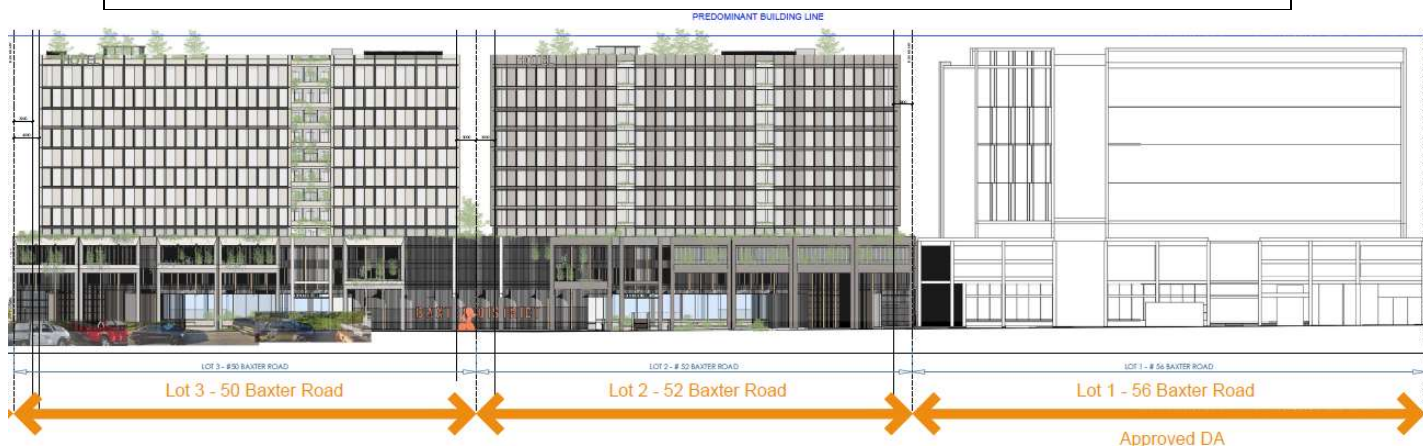 PREDOMINANT BUILDING LINE
HOTEL
HOTEL
LOT 3 - #50 BAXTER ROAD
LOT 2 - # 52 BAXTER ROAD
LOT 1 - # 56 BAXTER ROAD
Lot 3 - 50 Baxter Road
Lot 2 - 52 Baxter Road
Lot 1 - 56 Baxter Road
Approved DA